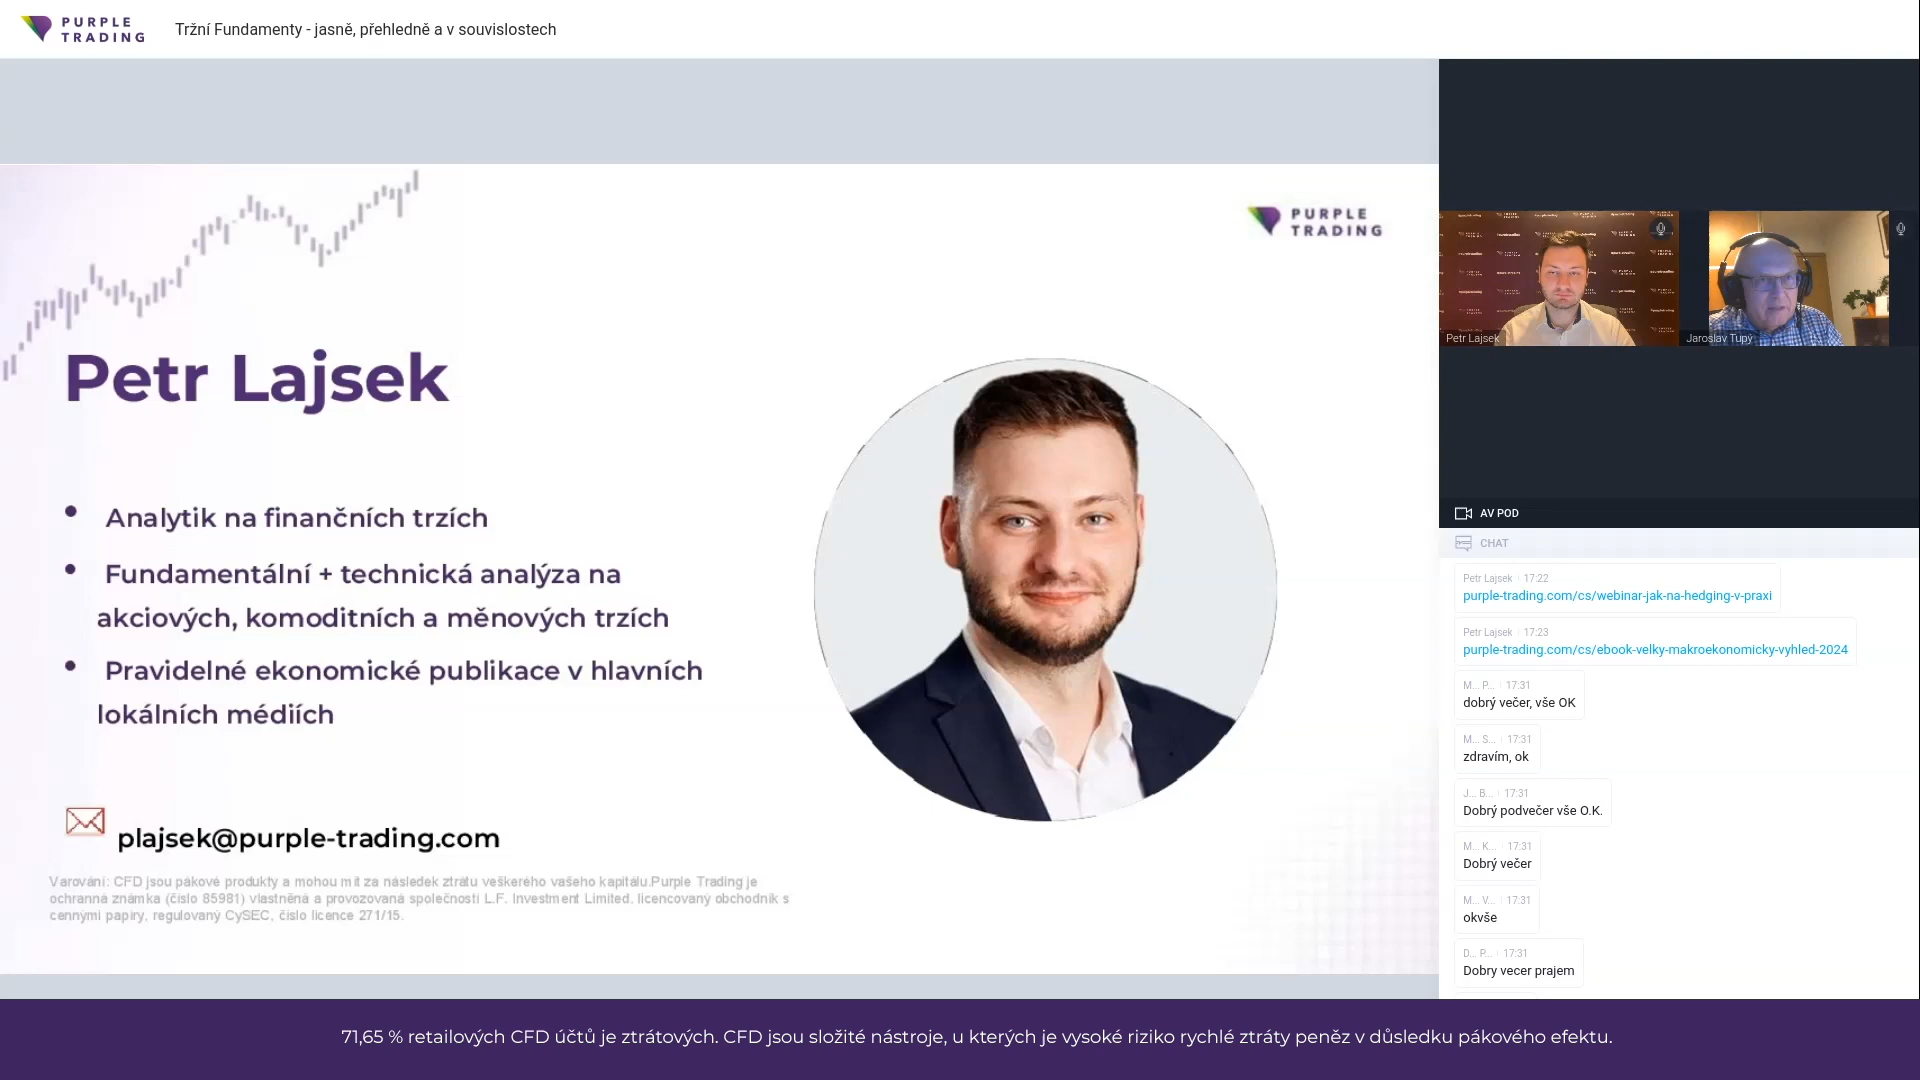 PURPLE
TRADING
Tržní Fundamenty - jasně, přehledně a v souvislostech
PURPLE
TRADING
Petr Lajsek
Analytik na finančních trzích
Fundamentální + technická analýza na
akciových, komoditních a měnových trzích
Pravidelné ekonomické publikace v hlavních
lokálních médiích
plajsek@purple-trading.com
Varování: CFD jsou pákové produkty a mohou mít za následek ztrátu veškerého vašeho kapitálu.Purple Trading je
ochranná známka (číslo 85981) vlastněná a provozovaná společností L.F. Investment Limited, licencovaný obchodník s
cennými papíry, regulovaný CySEC, číslo licence 271/15.
Petr Lajsek
Jaroslav Tupý
AV POD
CHAT
Petr Lajsek 17:22
purple-trading.com/cs/webinar-jak-na-hedging-v-praxi
Petr Lajsek 17:23
purple-trading.com/cs/ebook-velky-makroekonomicky-vyhled-2024
M... P... 17:31
dobrý večer, vše OK
M... S... 17:31
zdravím, ok
J... B... 17:31
Dobrý podvečer vše O.K.
M... K... 17:31
Dobrý večer
M... V... 17:31
okvše
D... P... 17:31
Dobry vecer prajem
71,65 % retailových CFD účtů je ztrátových. CFD jsou složité nástroje, u kterých je vysoké riziko rychlé ztráty peněz v důsledku pákového efektu.